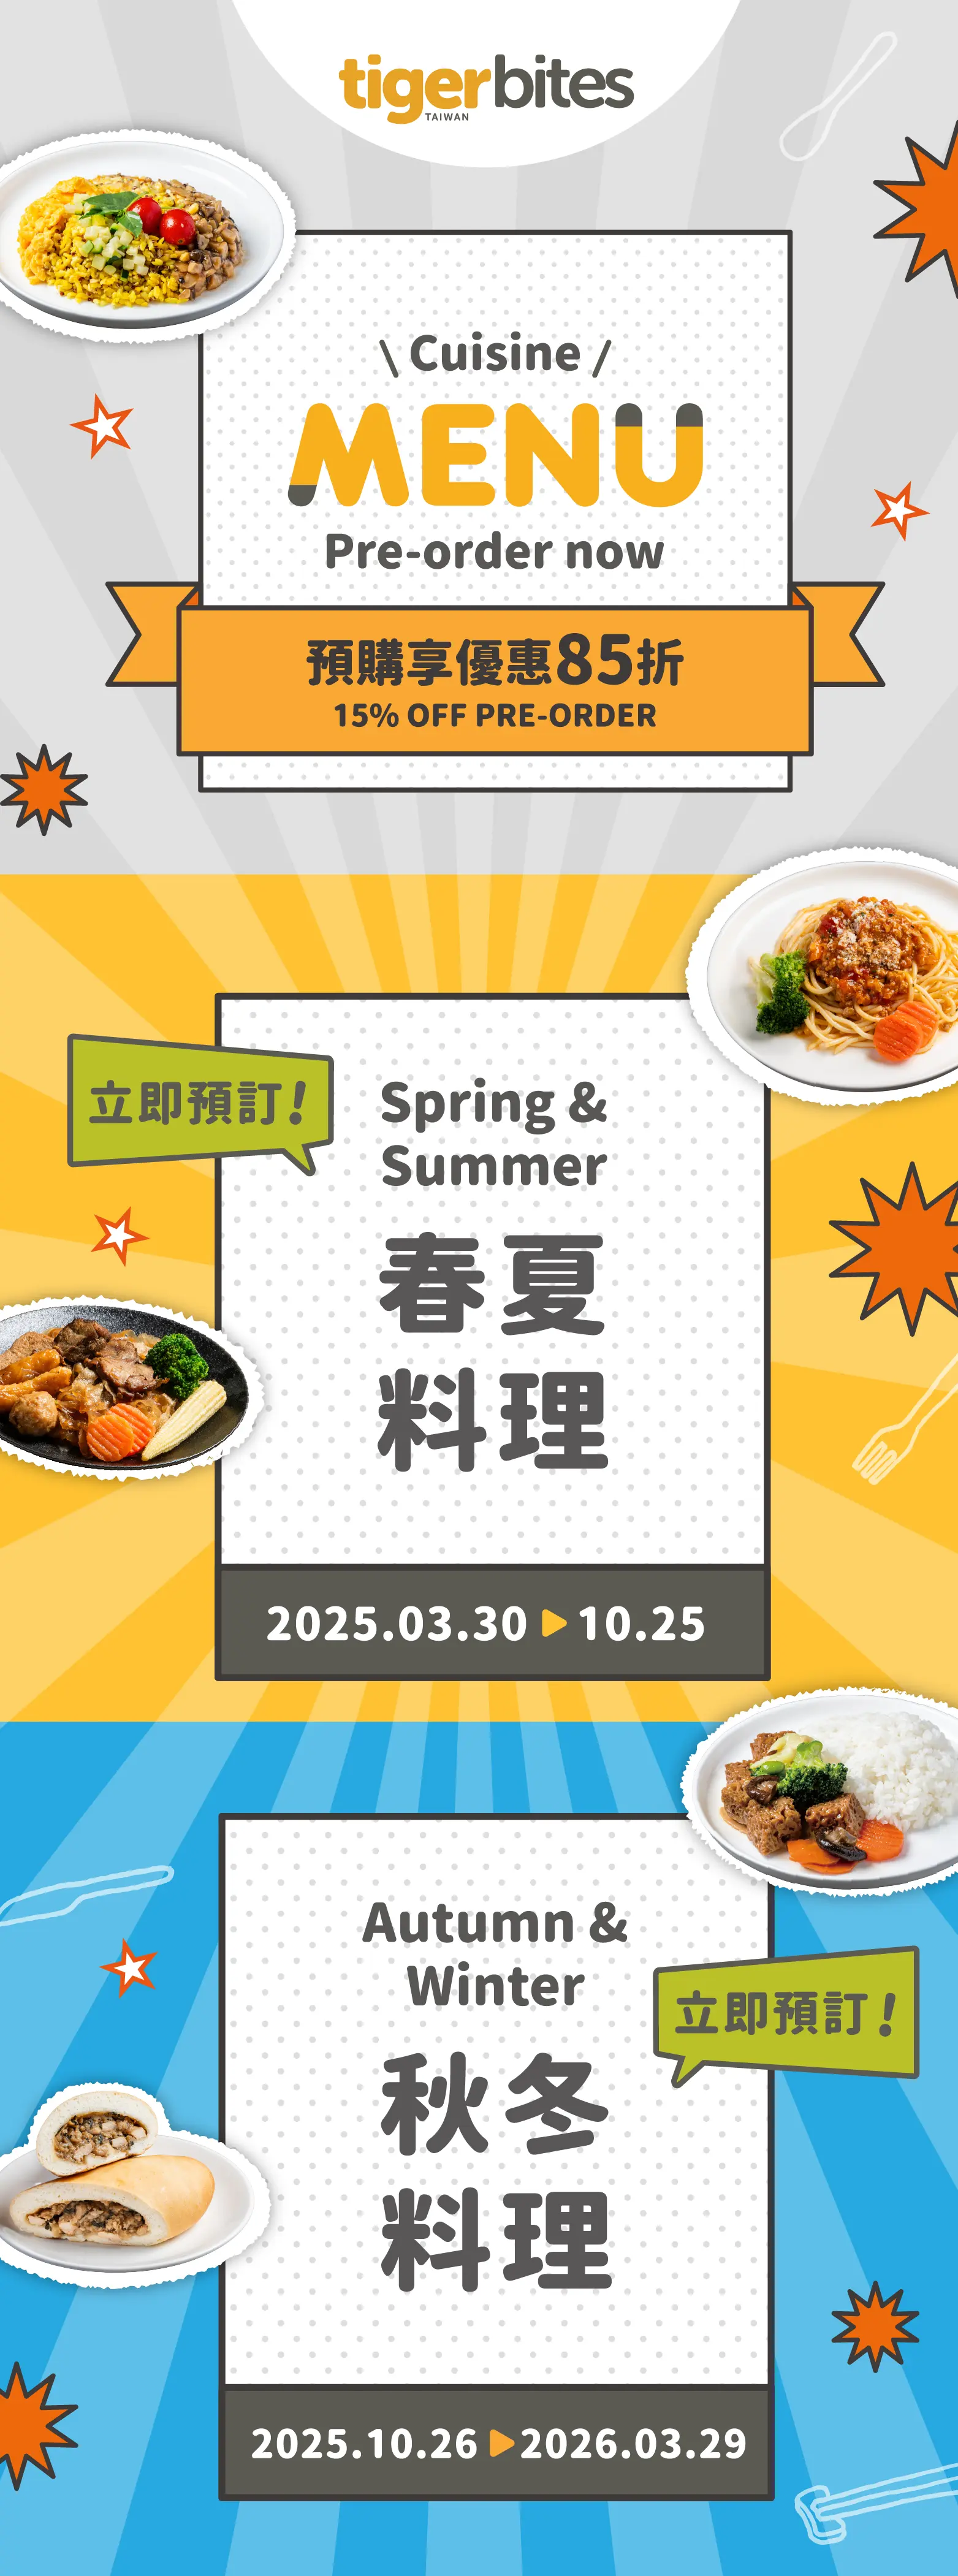 tigerbites
TAIWAN
\ Cuisine /
MENU
Pre-order now
預購享優惠85折
15% OFF PRE-ORDER
立即預訂!
Spring &
Summer
春夏
料理
2025.03.30 ▶ 10.25
Autumn &
Winter
立即預訂!
秋冬
料理
2025.10.26 ▶ 2026.03.29